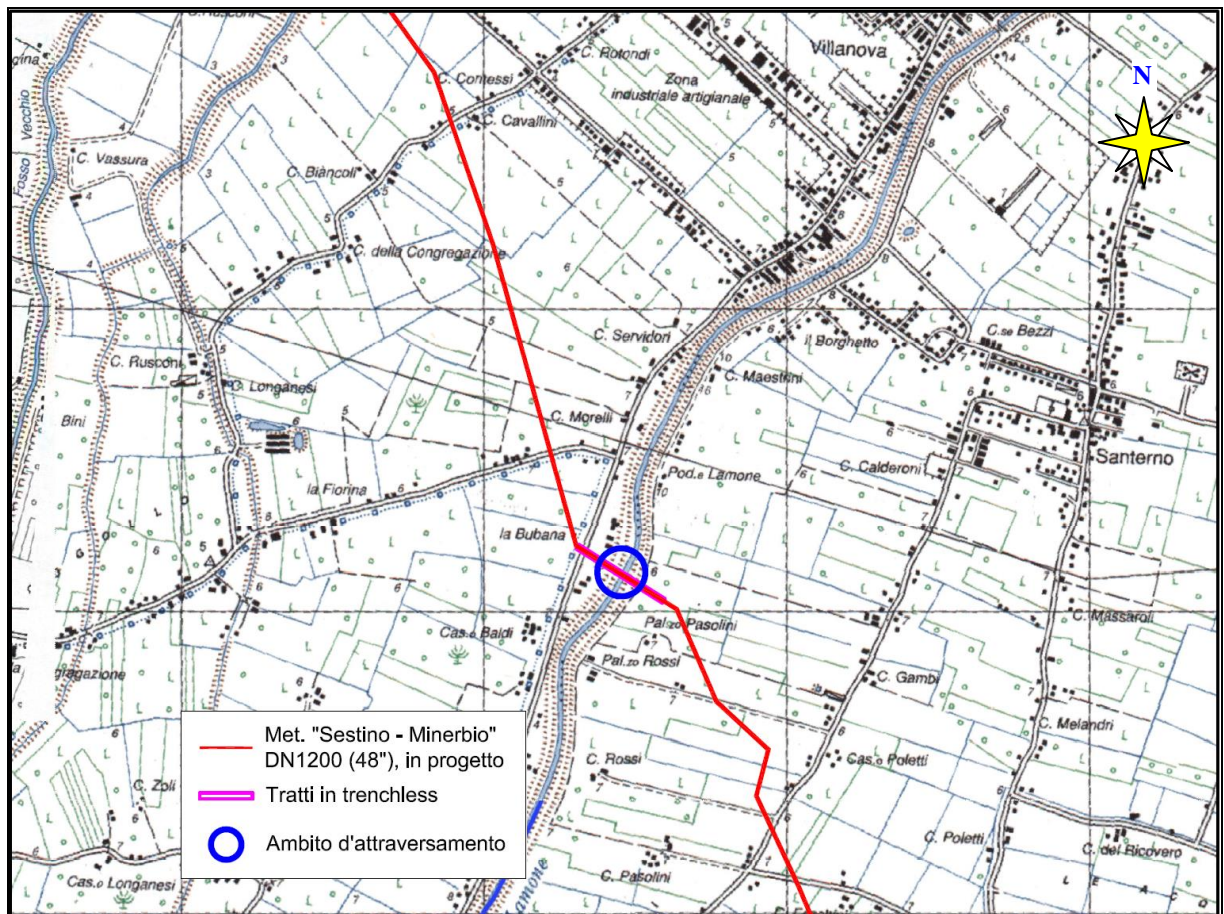 C. Rotondi
Villanova
C. Contessi
Zona
industriale artigianale
N
C. Cavallini
Fosso Vecchio
C. Vassura
C. Biancoli
C. della Congregazione
C. Servidori
il Borghetto
C.se Bezzi
C. Rusconi
C. Maestrini
C. Longanesi
Bini
C. Morelli
Santerno
C. Calderoni
Pod.e Lamone
la Fiorina
la Bubana
C. Massaroli
Cas.o Baldi
Pal.zo Pasolini
Pal.zo Rossi
C. Gambi
C. Melandri
Met. "Sestino - Minerbio"
DN1200 (48"), in progetto
Tratti in trenchless
Ambito d'attraversamento
C. Rossi
Cas.o Poletti
C. Zoli
C. Poletti
C. del Ricovero
Cas.o Longanesi
C. Pasolini
Lamone